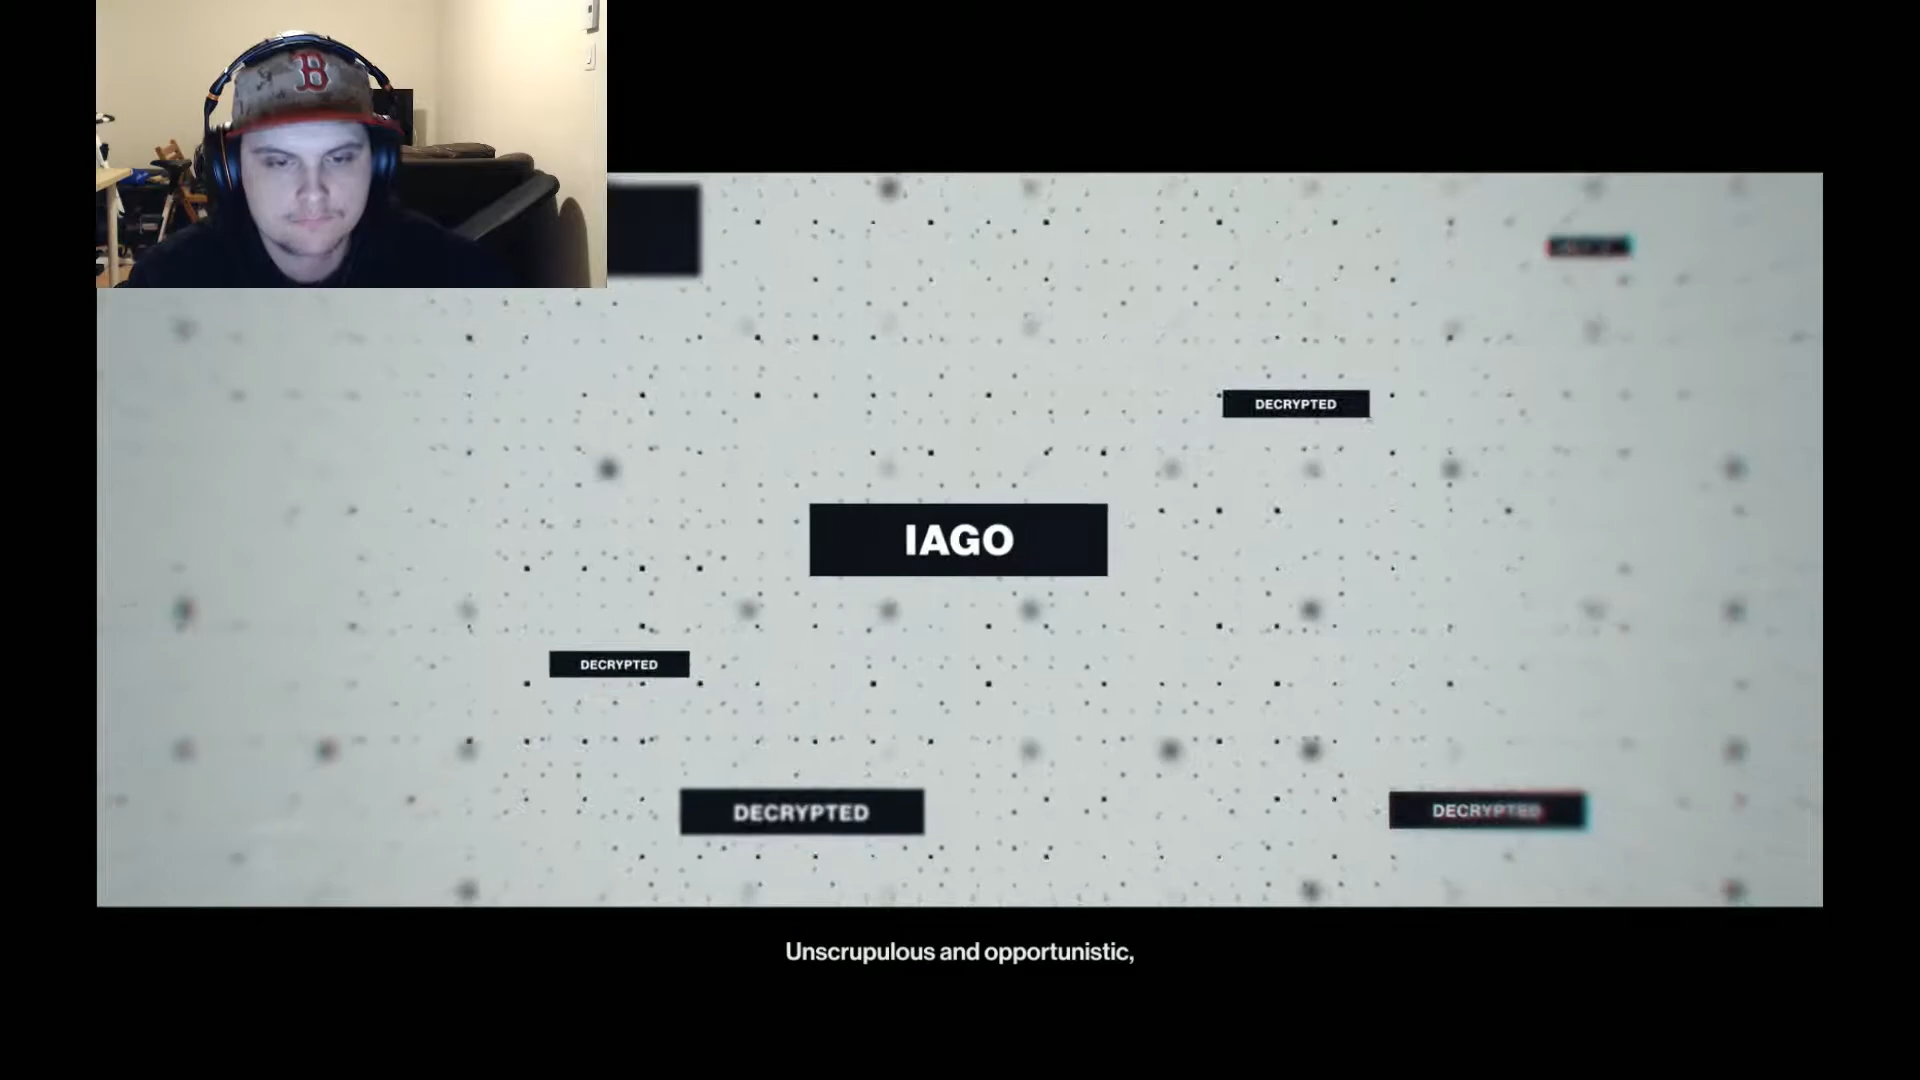 B
DECRYPTED
IAGO
DECRYPTED
DECRYPTED
DECRYPTED
Unscrupulous and opportunistic,